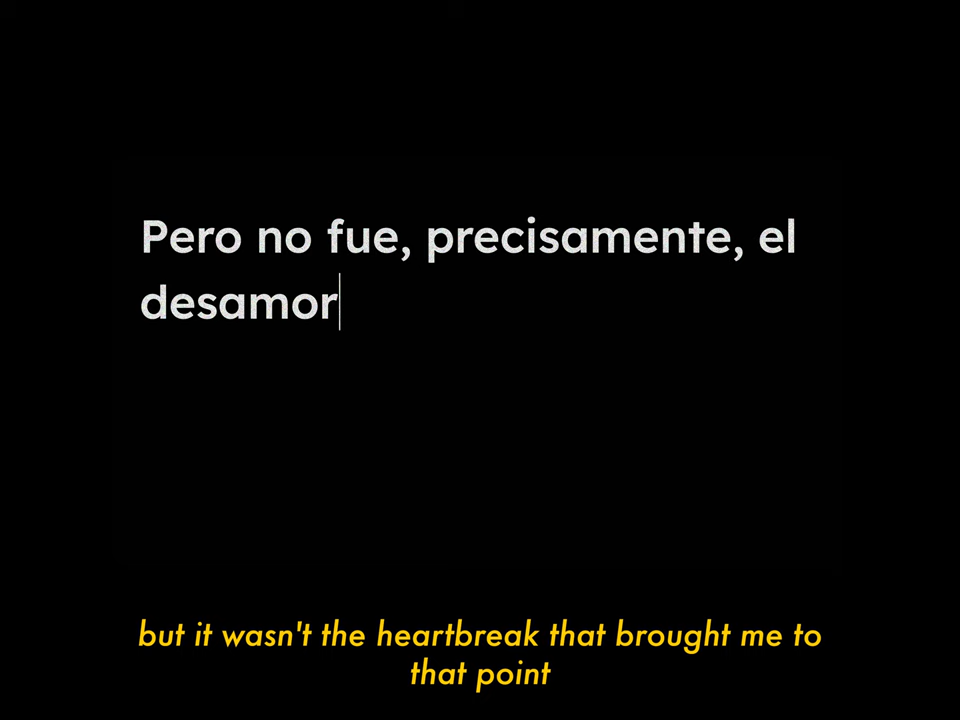 Pero no fue, precisamente, el
desamor
but it wasn't the heartbreak that brought me to
that point